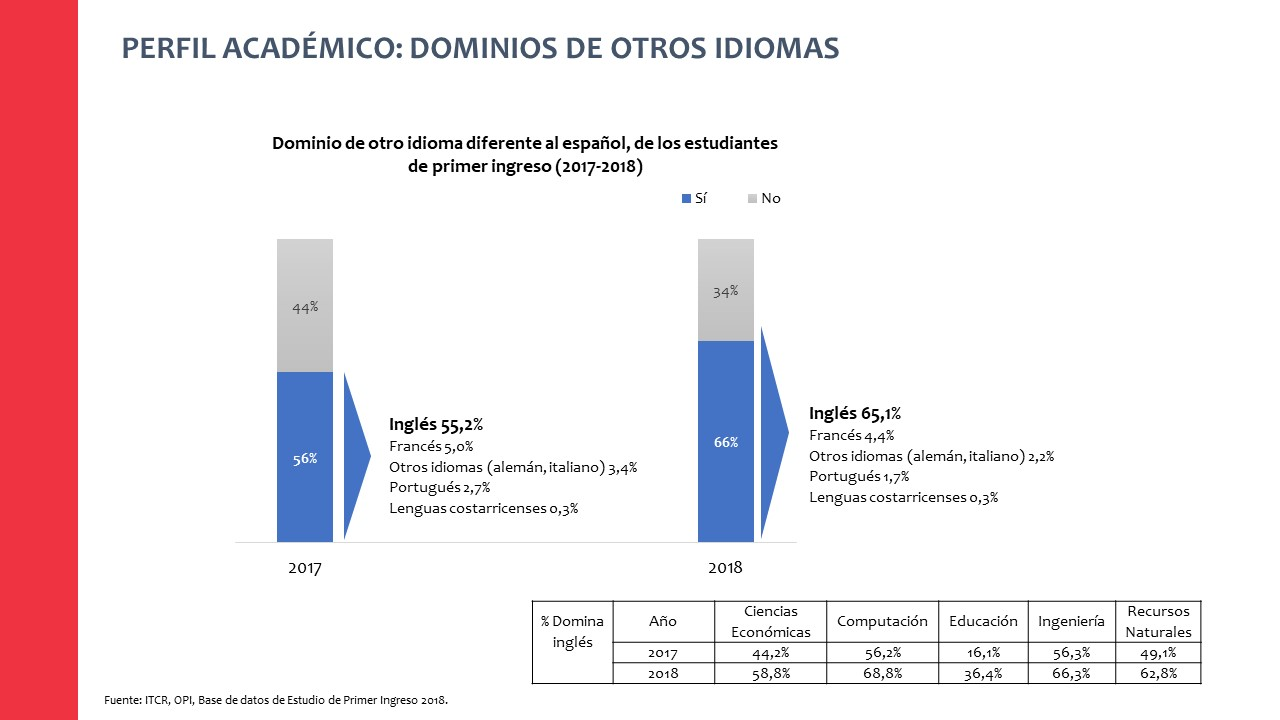 PERFIL ACADÉMICO: DOMINIOS DE OTROS IDIOMAS
Dominio de otro idioma diferente al español, de los estudiantes
de primer ingreso (2017-2018)
Sí
No
44%
56%
Inglés 55,2%
Francés 5,0%
Otros idiomas (alemán, italiano) 3,4%
Portugués 2,7%
Lenguas costarricenses 0,3%
34%
66%
Inglés 65,1%
Francés 4,4%
Otros idiomas (alemán, italiano) 2,2%
Portugués 1,7%
Lenguas costarricenses 0,3%
2017
2018
% Domina
inglés
Año
Ciencias
Económicas
Computación
Educación
Ingeniería
Recursos
Naturales
2017
44,2%
56,2%
16,1%
56,3%
49,1%
2018
58,8%
68,8%
36,4%
66,3%
62,8%
Fuente: ITCR, OPI, Base de datos de Estudio de Primer Ingreso 2018.